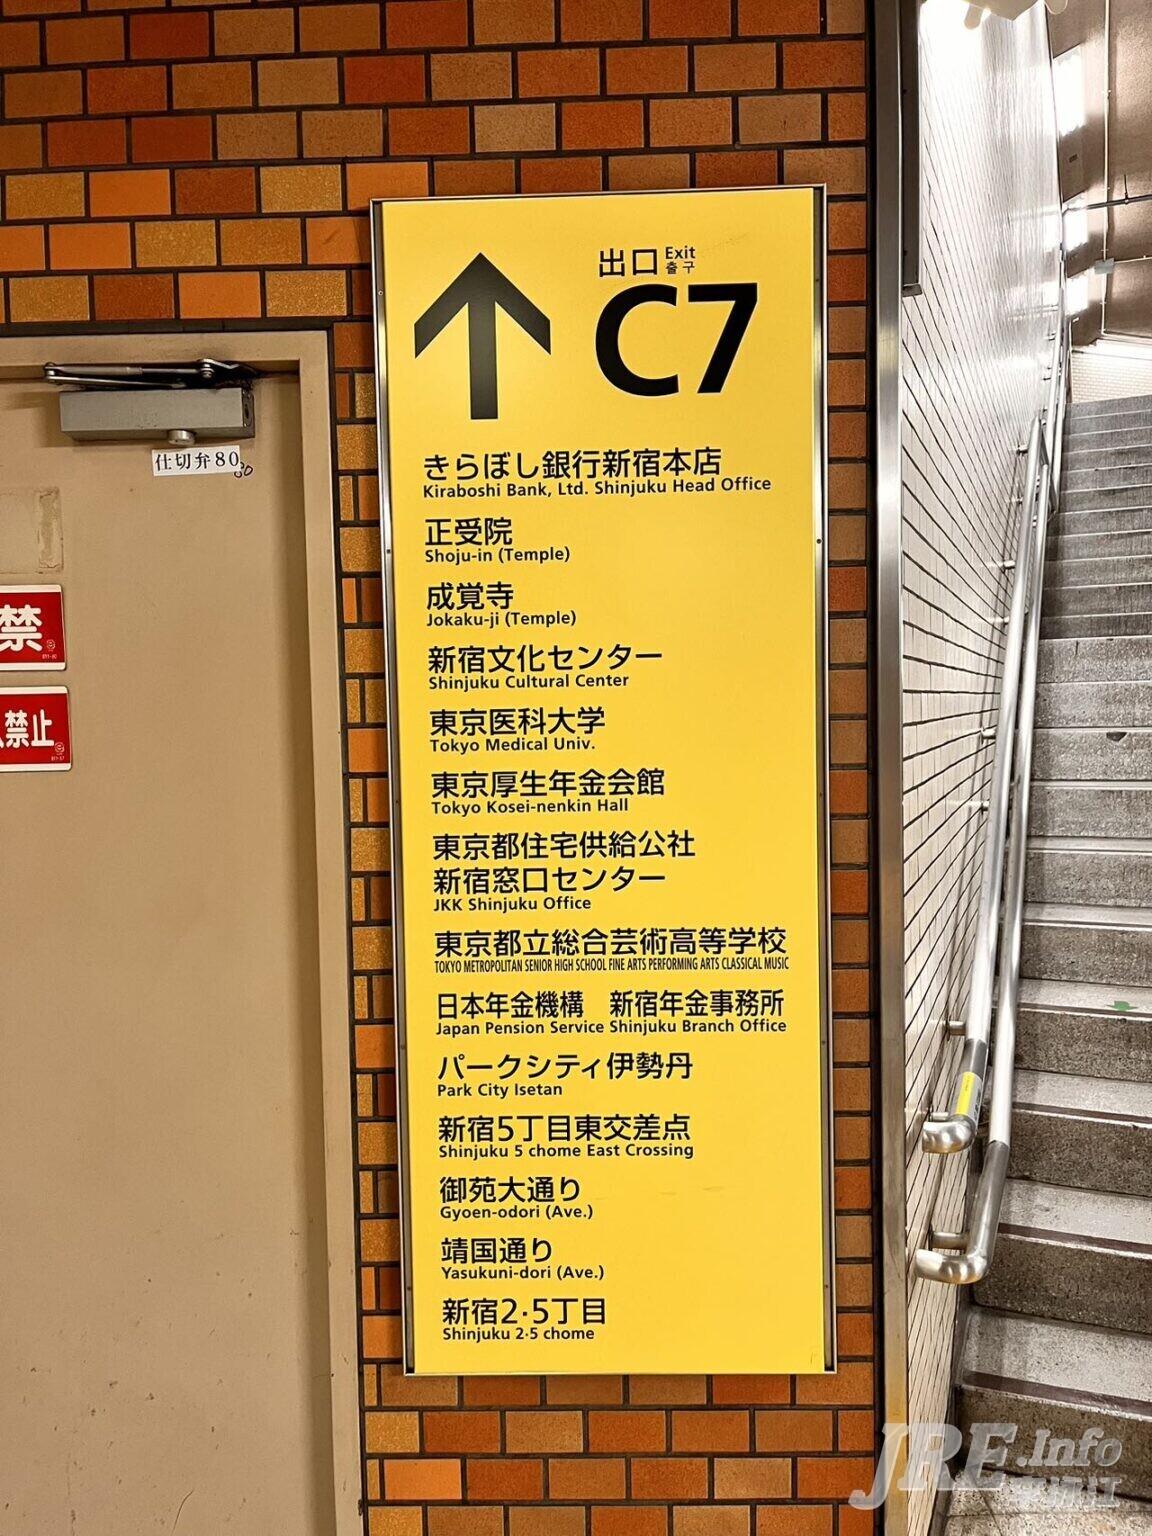 出口 Exit
출구
C7
きらぼし銀行新宿本店
Kiraboshi Bank, Ltd. Shinjuku Head Office
正受院
Shoju-in (Temple)
成覚寺
Jokaku-ji (Temple)
新宿文化センター
Shinjuku Cultural Center
東京医科大学
Tokyo Medical Univ.
東京厚生年金会館
Tokyo Kosei-nenkin Hall
東京都住宅供給公社
新宿窓口センター
JKK Shinjuku Office
東京都立総合芸術高等学校
TOKYO METROPOLITAN SENIOR HIGH SCHOOL FINE ARTS PERFORMING ARTS CLASSICAL MUSIC
日本年金機構　新宿年金事務所
Japan Pension Service Shinjuku Branch Office
パークシティ伊勢丹
Park City Isetan
新宿5丁目東交差点
Shinjuku 5 chome East Crossing
御苑大通り
Gyoen-odori (Ave.)
靖国通り
Yasukuni-dori (Ave.)
新宿2·5丁目
Shinjuku 2·5 chome
仕切弁80
80
禁
禁止
JRE.Info